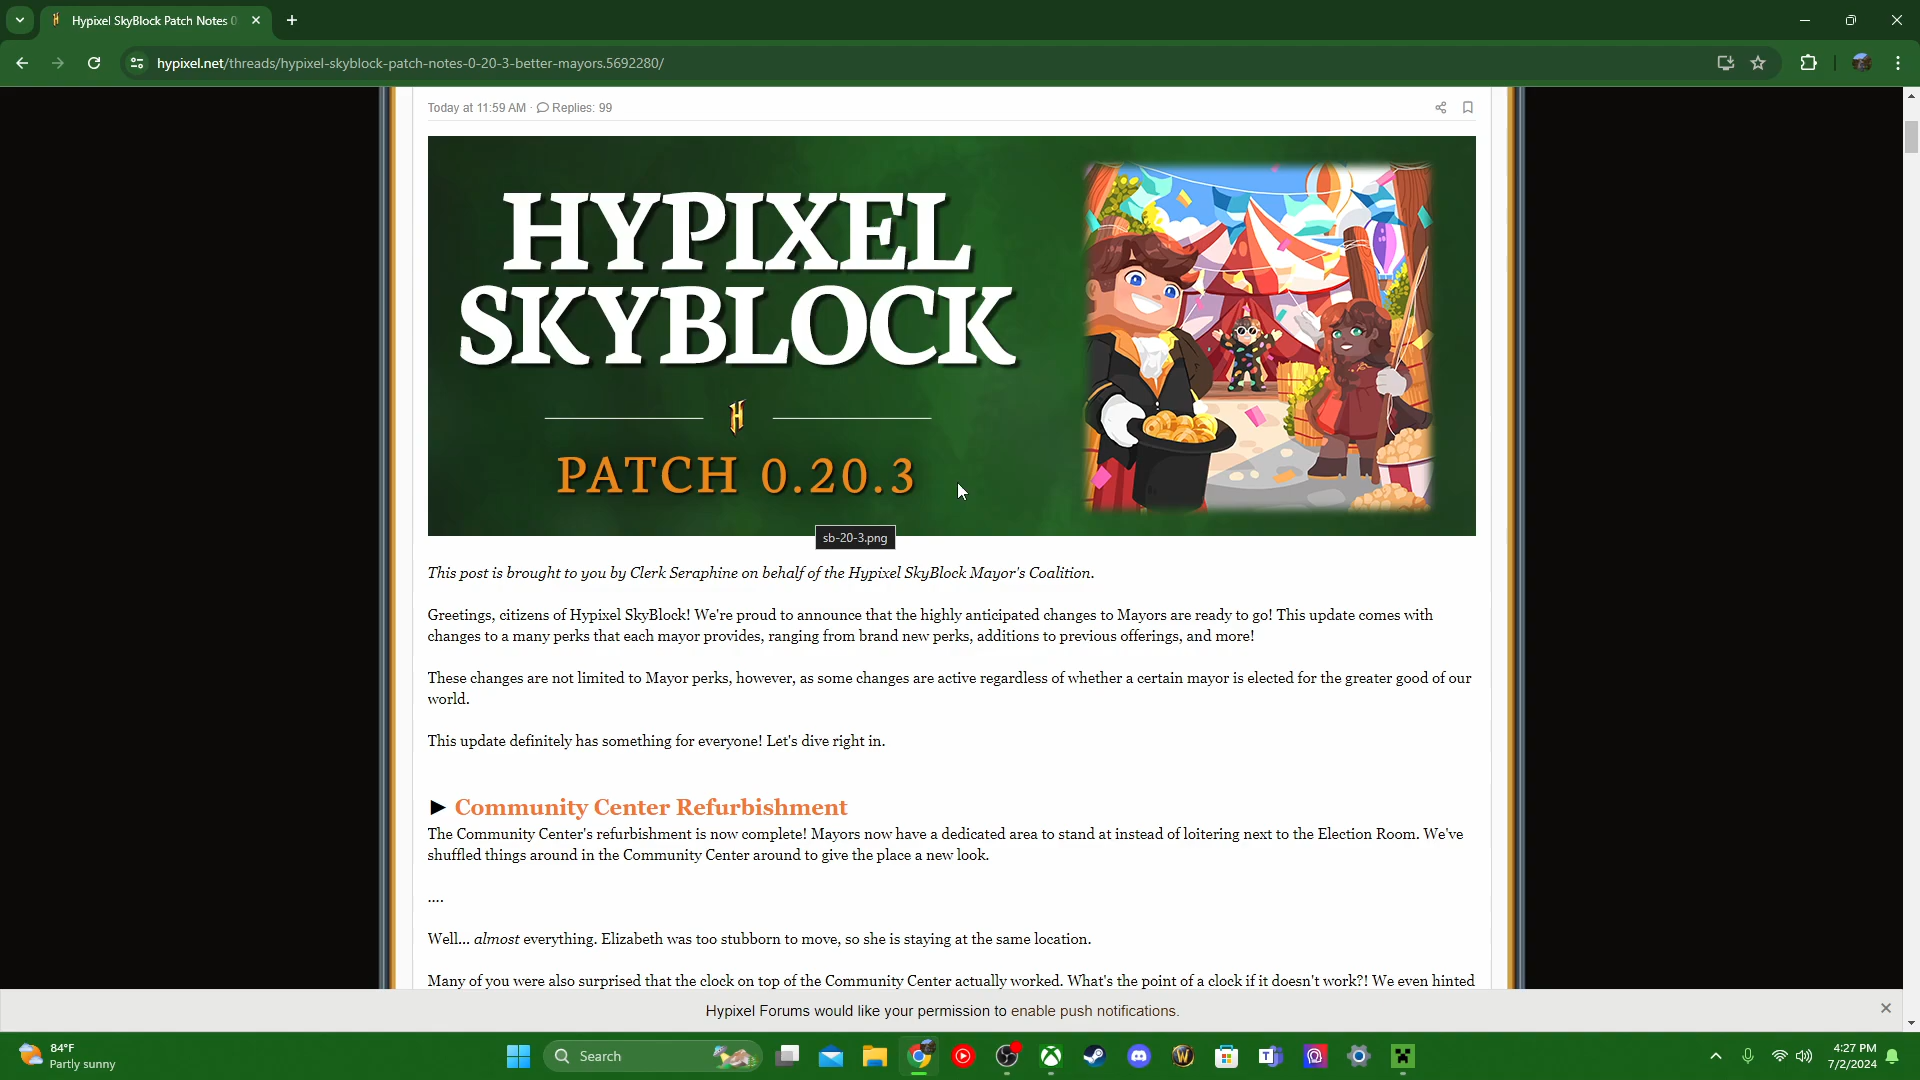 Hypixel SkyBlock Patch Notes 0
hypixel.net/threads/hypixel-skyblock-patch-notes-0-20-3-better-mayors.5692280/
Today at 11:59 AM · Replies: 99
HYPIXEL
SKYBLOCK
PATCH 0.20.3
sb-20-3.png
This post is brought to you by Clerk Seraphine on behalf of the Hypixel SkyBlock Mayor's Coalition.
Greetings, citizens of Hypixel SkyBlock! We're proud to announce that the highly anticipated changes to Mayors are ready to go! This update comes with
changes to a many perks that each mayor provides, ranging from brand new perks, additions to previous offerings, and more!
These changes are not limited to Mayor perks, however, as some changes are active regardless of whether a certain mayor is elected for the greater good of our
world.
This update definitely has something for everyone! Let's dive right in.
► Community Center Refurbishment
The Community Center's refurbishment is now complete! Mayors now have a dedicated area to stand at instead of loitering next to the Election Room. We've
shuffled things around in the Community Center around to give the place a new look.
....
Well... almost everything. Elizabeth was too stubborn to move, so she is staying at the same location.
Many of you were also surprised that the clock on top of the Community Center actually worked. What's the point of a clock if it doesn't work?! We even hinted
Hypixel Forums would like your permission to enable push notifications.
84°F
Partly sunny
Search
4:27 PM
7/2/2024